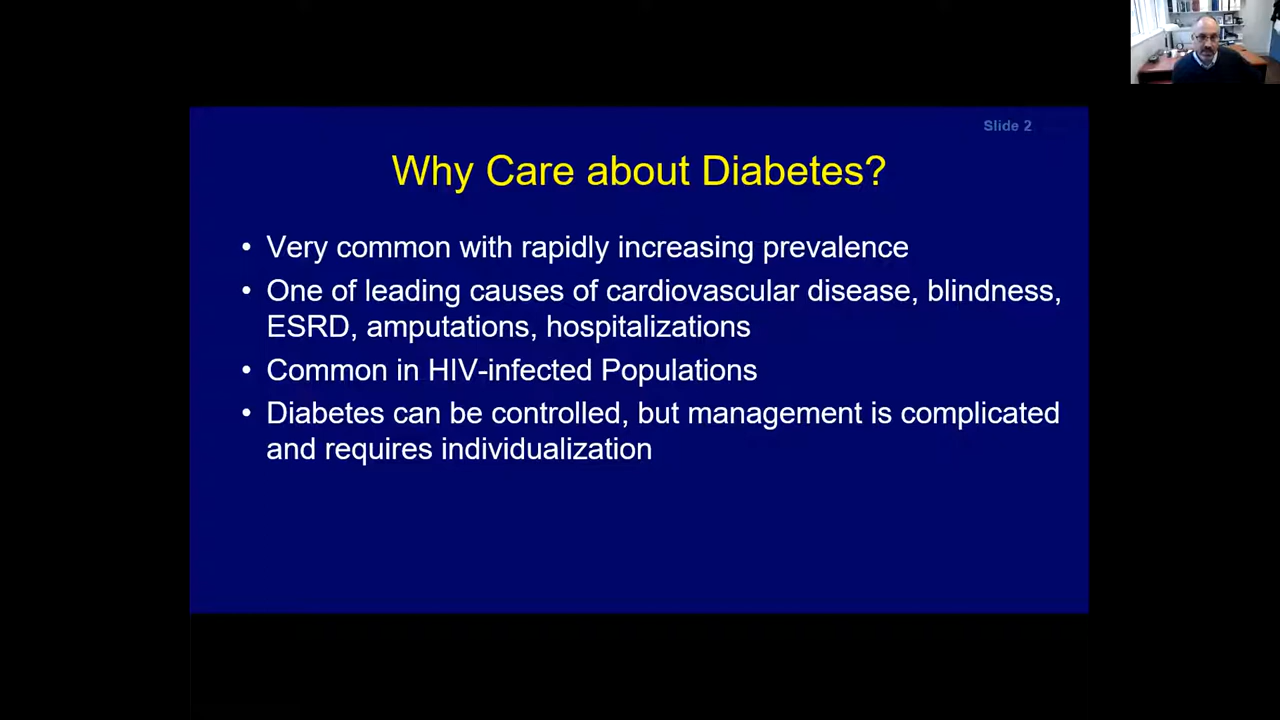 Slide 2
Why Care about Diabetes?
• Very common with rapidly increasing prevalence
• One of leading causes of cardiovascular disease, blindness,
ESRD, amputations, hospitalizations
• Common in HIV-infected Populations
• Diabetes can be controlled, but management is complicated
and requires individualization